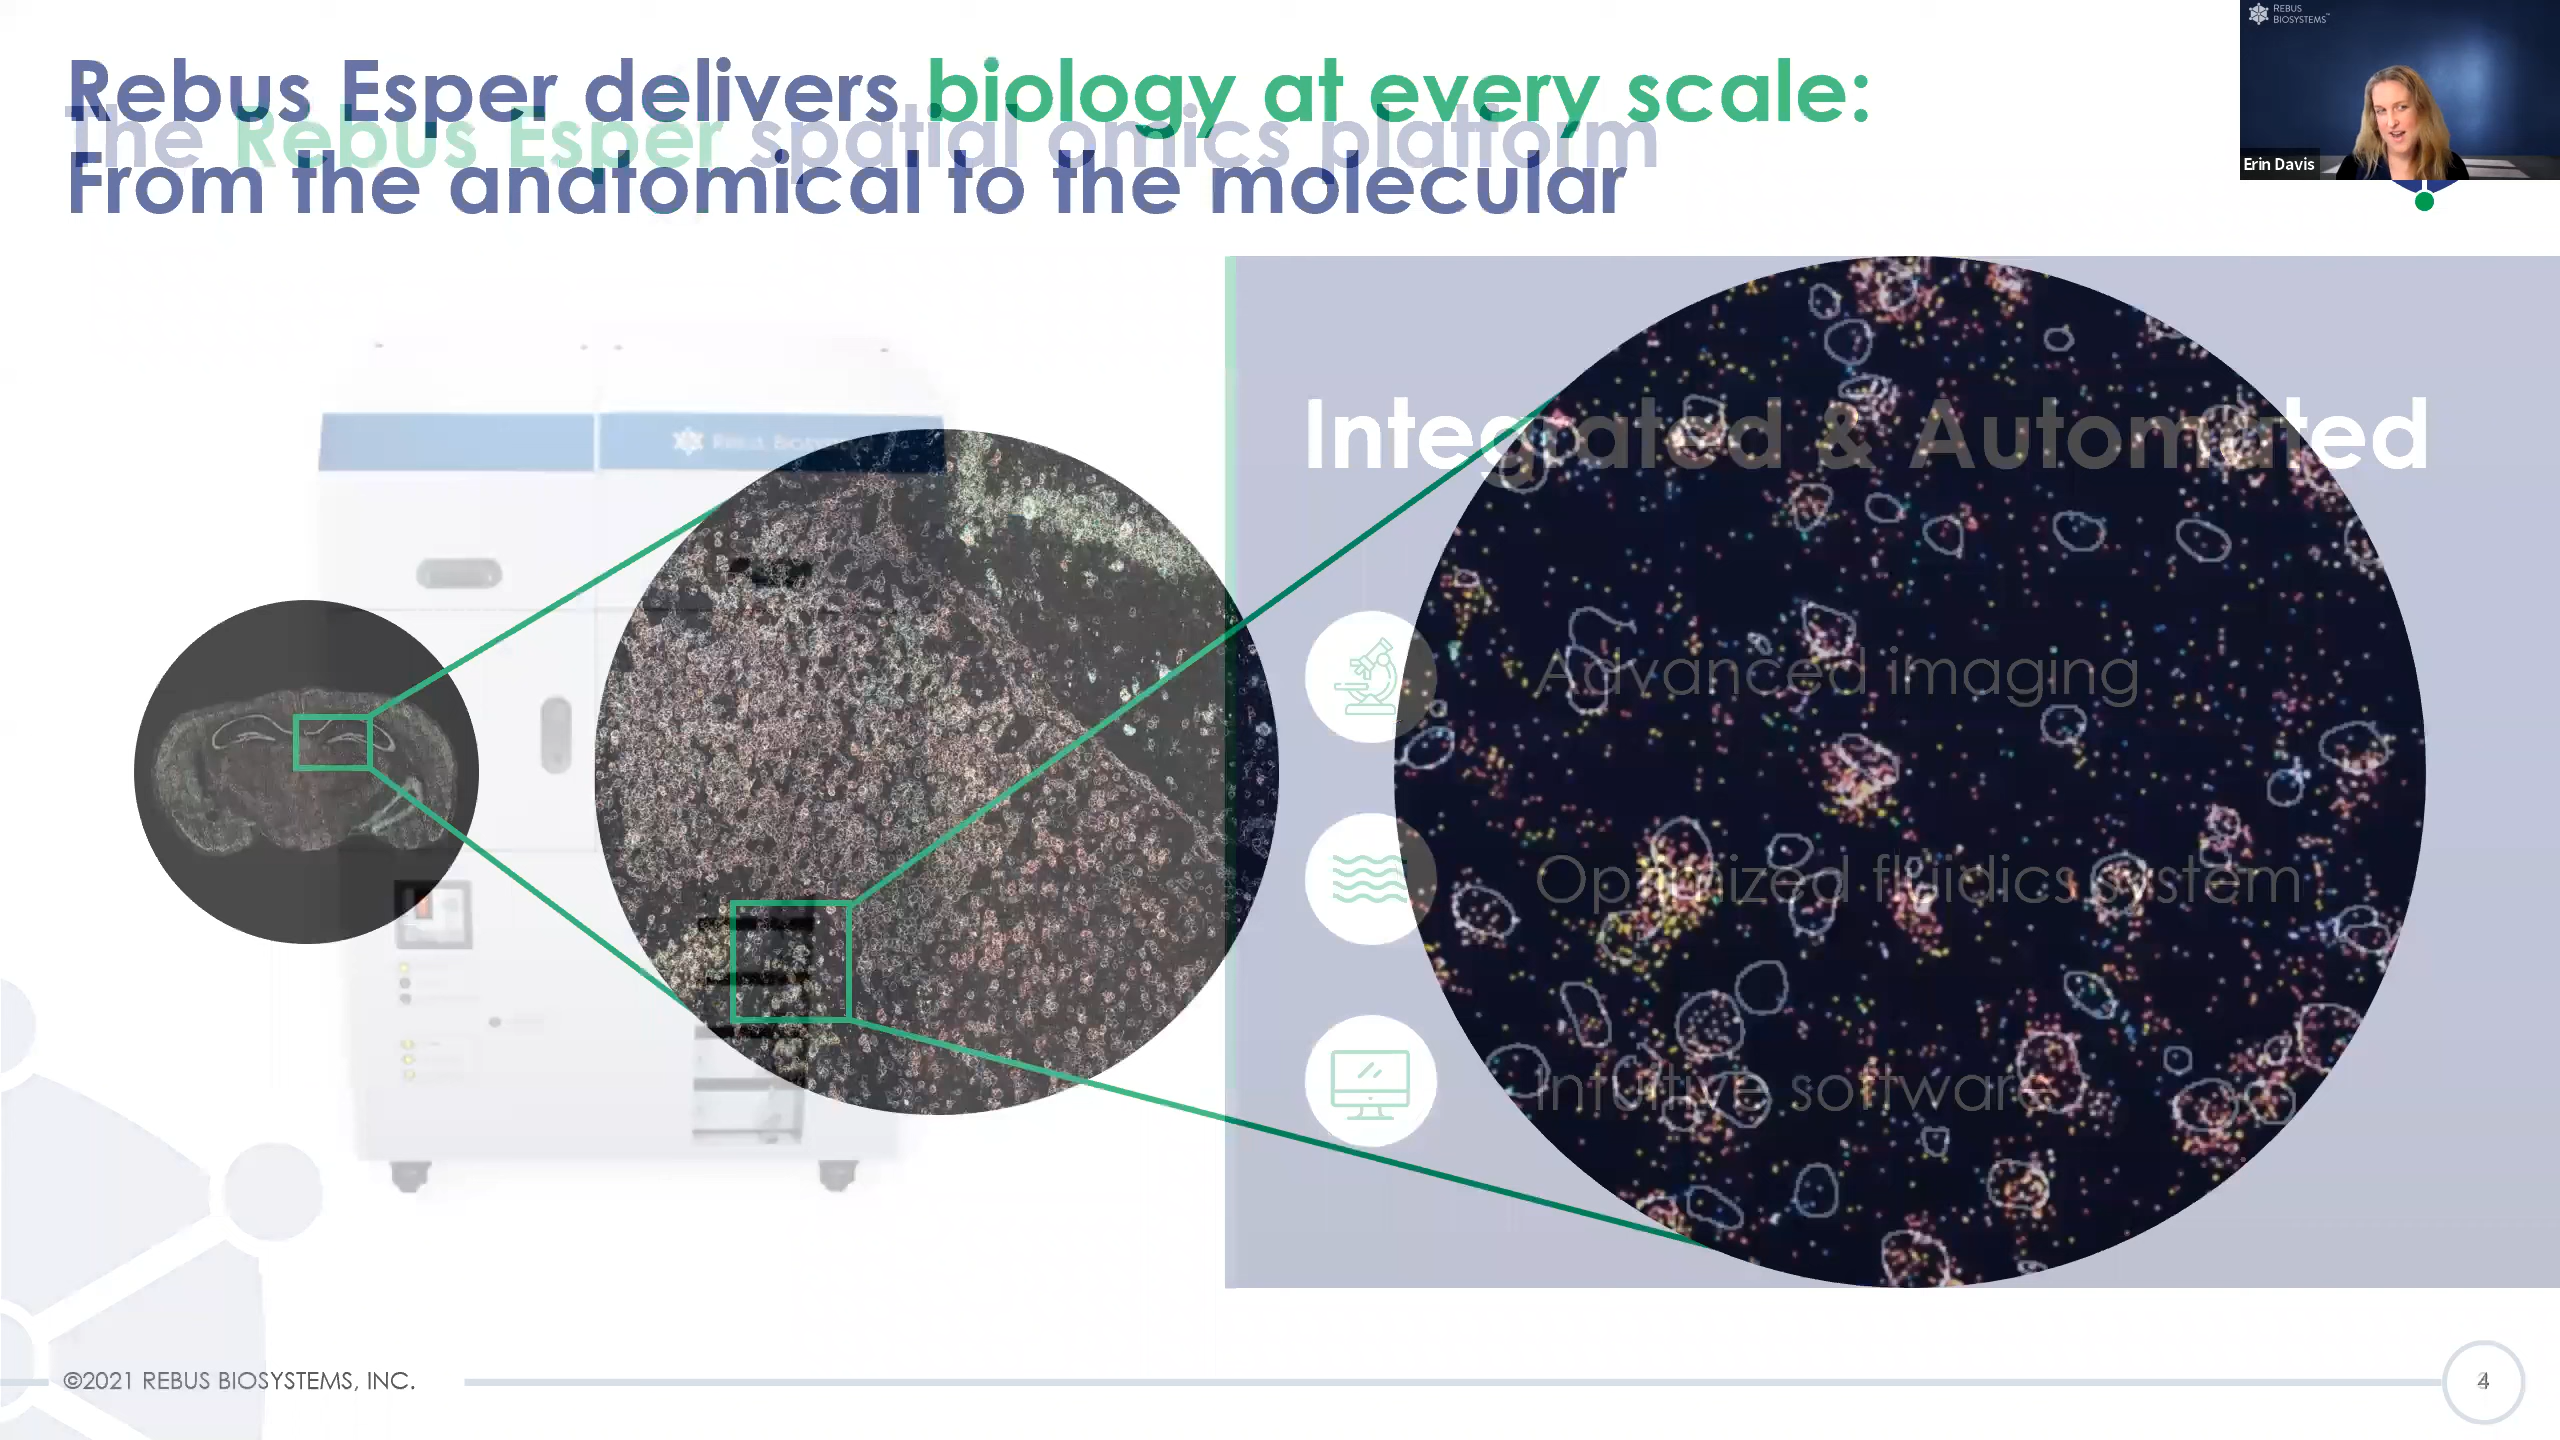 Rebus Esper delivers biology at every scale:
The Rebus Esper spatial omics platform
From the anatomical to the molecular
REBUS
BIOSYSTEMS™
Erin Davis
Integrated & Automated
Advanced imaging
Optimized fluidics system
Intuitive software
©2021 REBUS BIOSYSTEMS, INC.
4